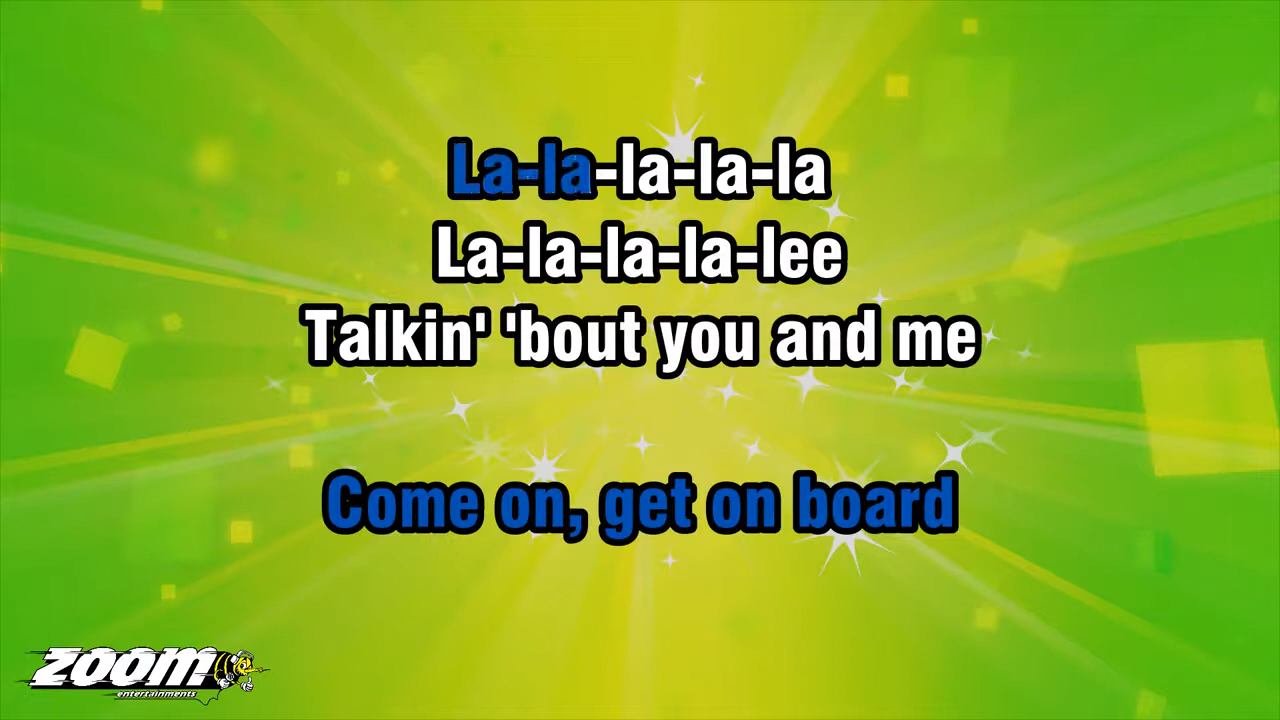 La-la-la-la-la
La-la-la-la-lee
Talkin' 'bout you and me
Come on, get on board
zoom
entertainments